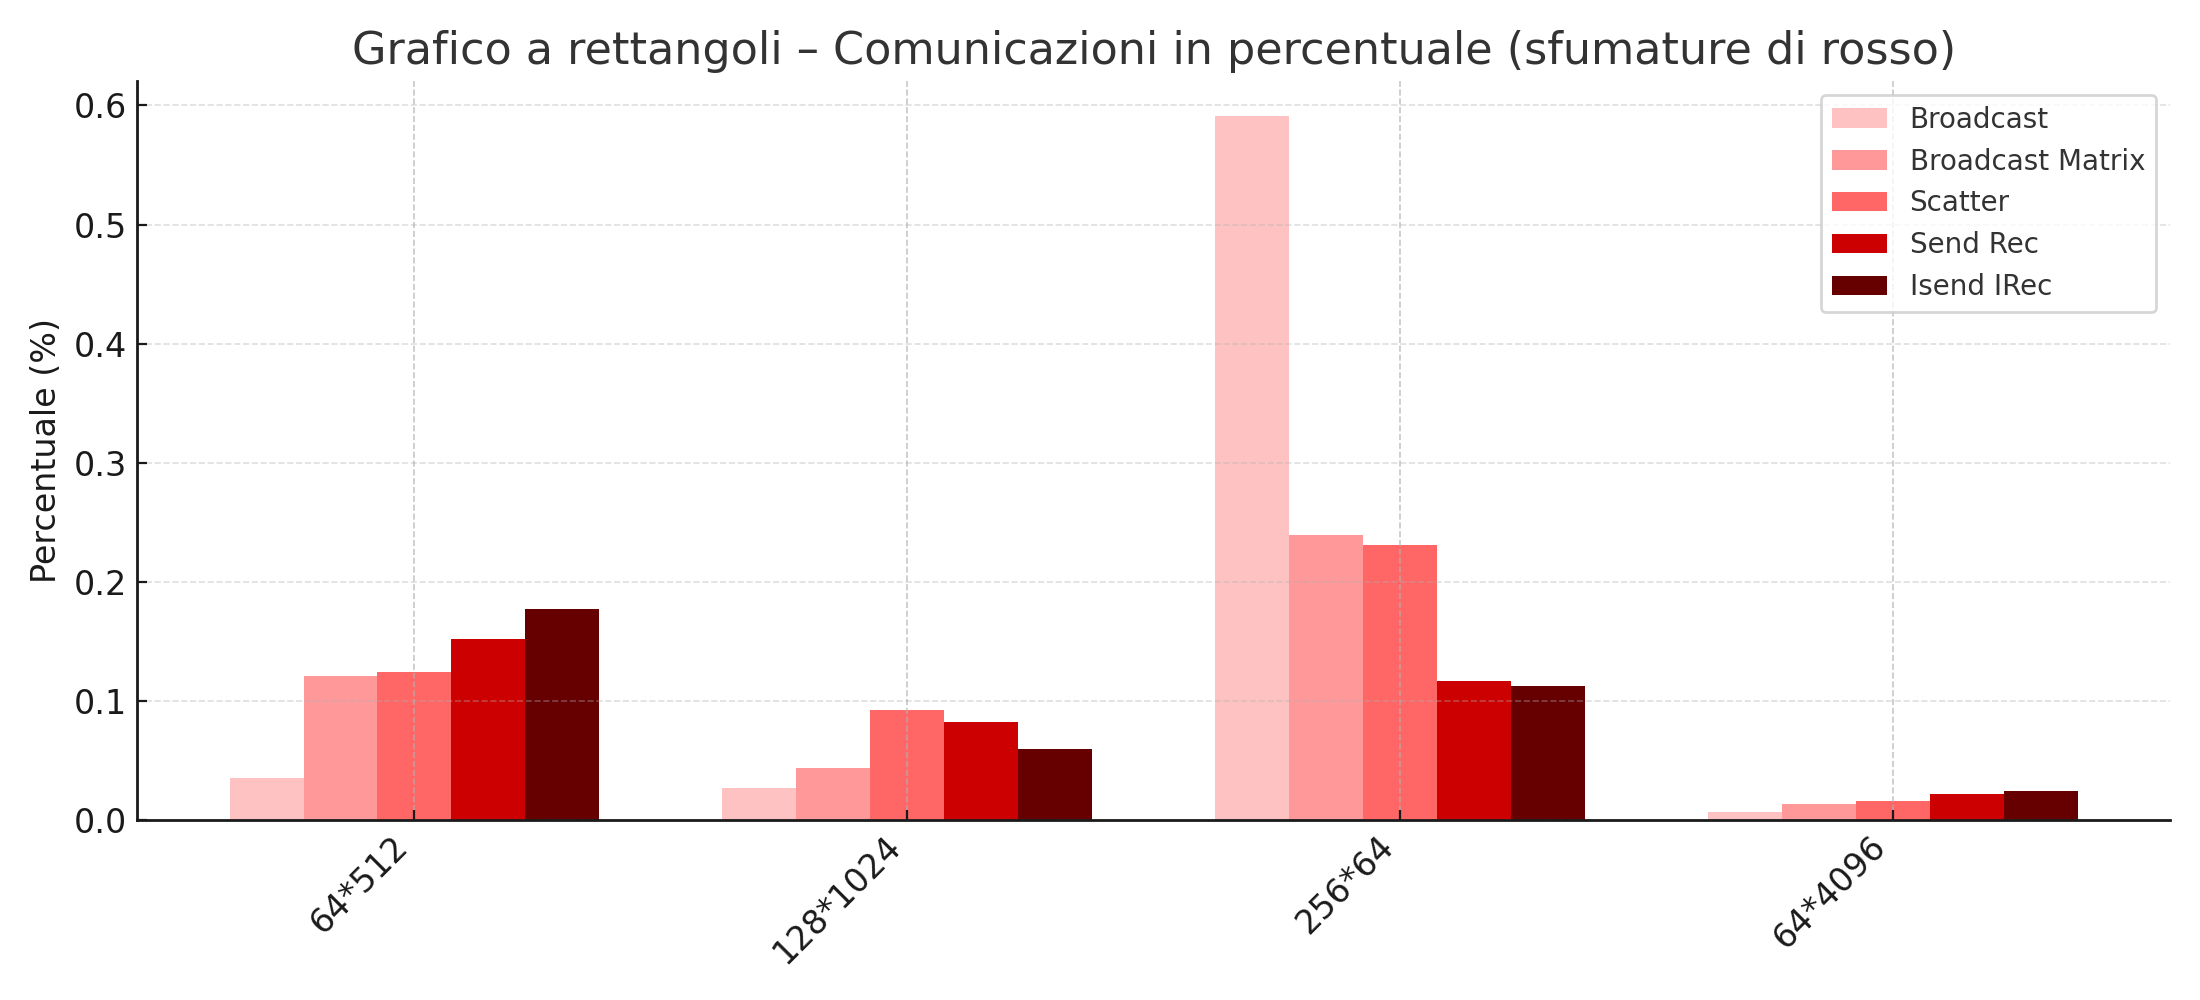 Grafico a rettangoli – Comunicazioni in percentuale (sfumature di rosso)
Percentuale (%)
0.6
0.5
0.4
0.3
0.2
0.1
0.0
Broadcast
Broadcast Matrix
Scatter
Send Rec
Isend IRec
64*512
128*1024
256*64
64*4096